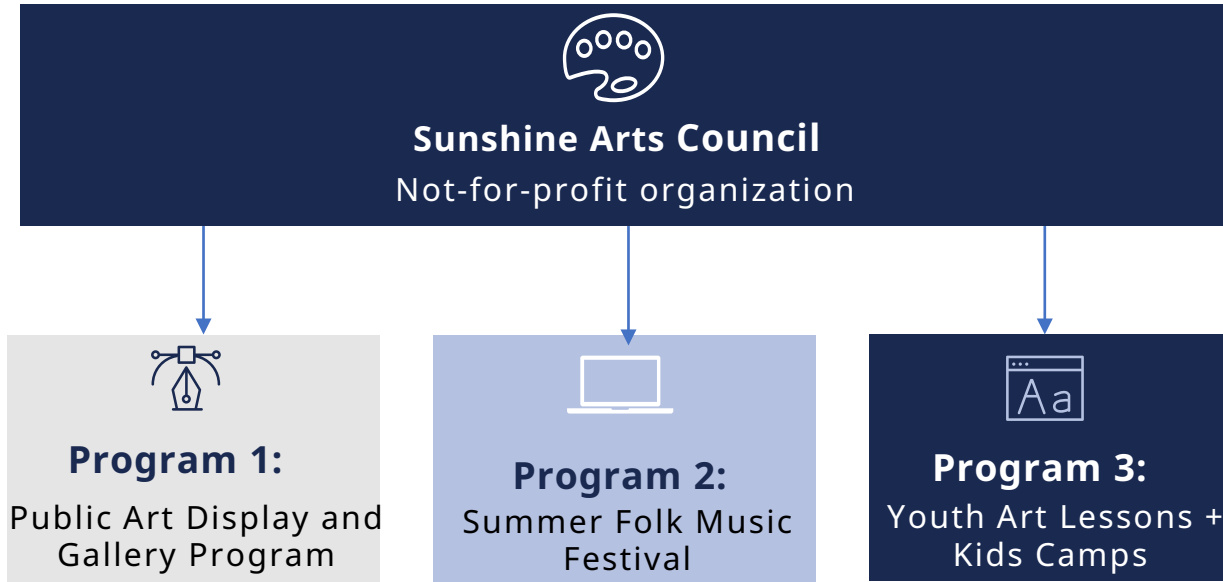 Sunshine Arts Council
Not-for-profit organization
Program 1:
Public Art Display and
Gallery Program
Program 2:
Summer Folk Music
Festival
Aa
Program 3:
Youth Art Lessons +
Kids Camps